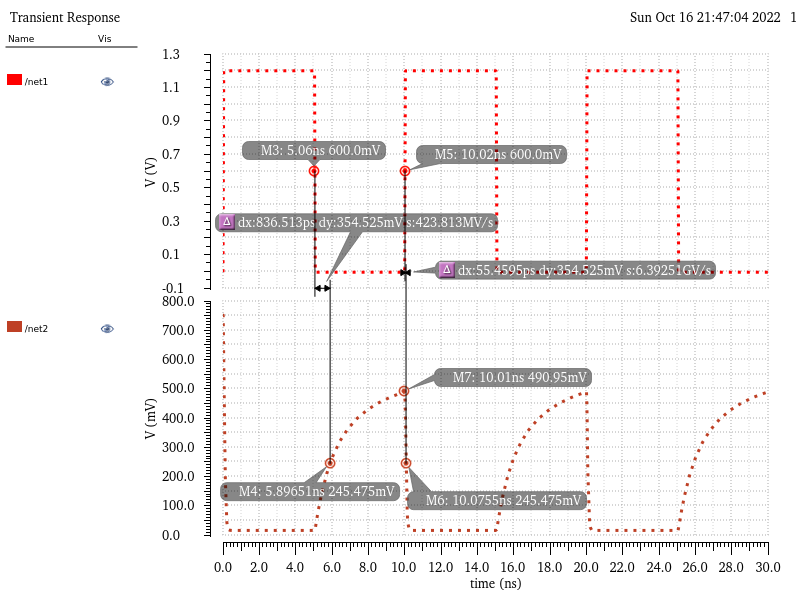 Transient Response
Sun Oct 16 21:47:04 2022 1
Name Vis
/net1
1.3
1.1
0.9
0.7
0.5
0.3
0.1
-0.1
V (V)
M3: 5.06ns 600.0mV
M5: 10.02ns 600.0mV
Δ dx:836.513ps dy:354.525mV s:423.813MV/s
Δ dx:55.4595ps dy:354.525mV s:6.39251GV/s
/net2
800.0
700.0
600.0
500.0
400.0
300.0
200.0
100.0
0.0
V (mV)
M7: 10.01ns 490.95mV
M4: 5.89651ns 245.475mV
M6: 10.0755ns 245.475mV
0.0 2.0 4.0 6.0 8.0 10.0 12.0 14.0 16.0 18.0 20.0 22.0 24.0 26.0 28.0 30.0
time (ns)